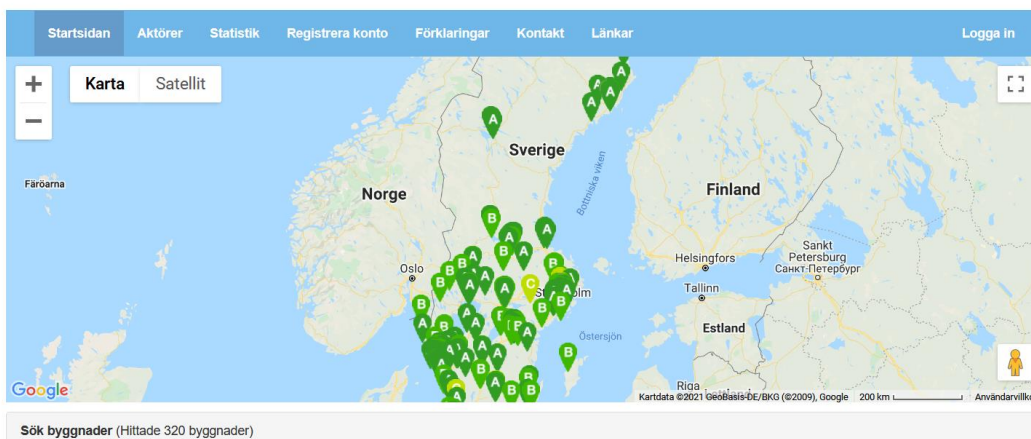 Startsidan Aktörer Statistik Registrera konto Förklaringar Kontakt Länkar Logga in
+ Karta Satellit
−
Sverige
Bottniska viken
Färöarna
Norge
Finland
Oslo
Helsingfors
Sankt
Petersburg
Санкт-Петербург
Tallinn
Östersjön
Estland
Riga
Google
Kartdata ©2021 GeoBasis-DE/BKG (©2009), Google 200 km
Sök byggnader (Hittade 320 byggnader)